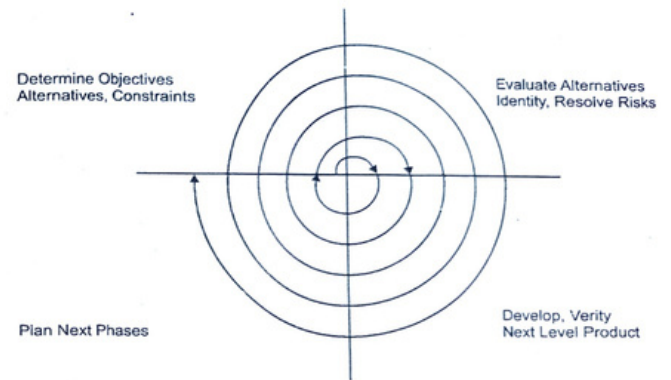 Determine Objectives
Alternatives, Constraints
Evaluate Alternatives
Identity, Resolve Risks
Plan Next Phases
Develop, Verity
Next Level Product